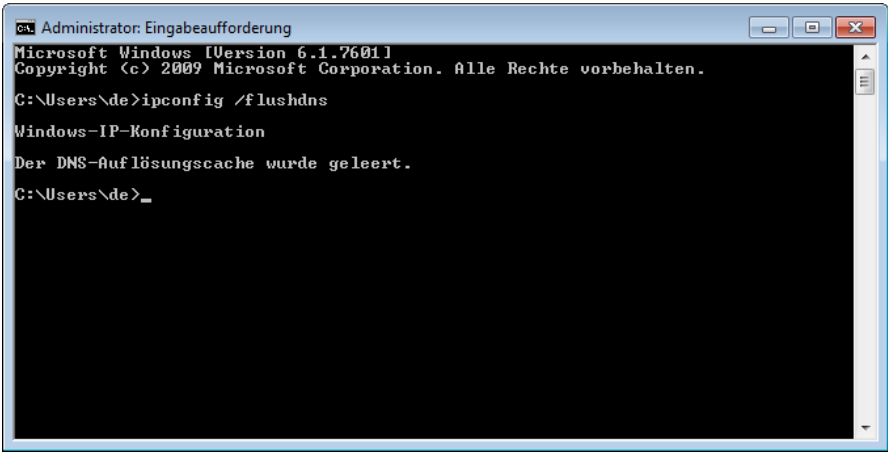 Administrator: Eingabeaufforderung
Microsoft Windows [Version 6.1.7601]
Copyright (c) 2009 Microsoft Corporation. Alle Rechte vorbehalten.
C:\Users\de>ipconfig /flushdns
Windows-IP-Konfiguration
Der DNS-Auflösungscache wurde geleert.
C:\Users\de>_